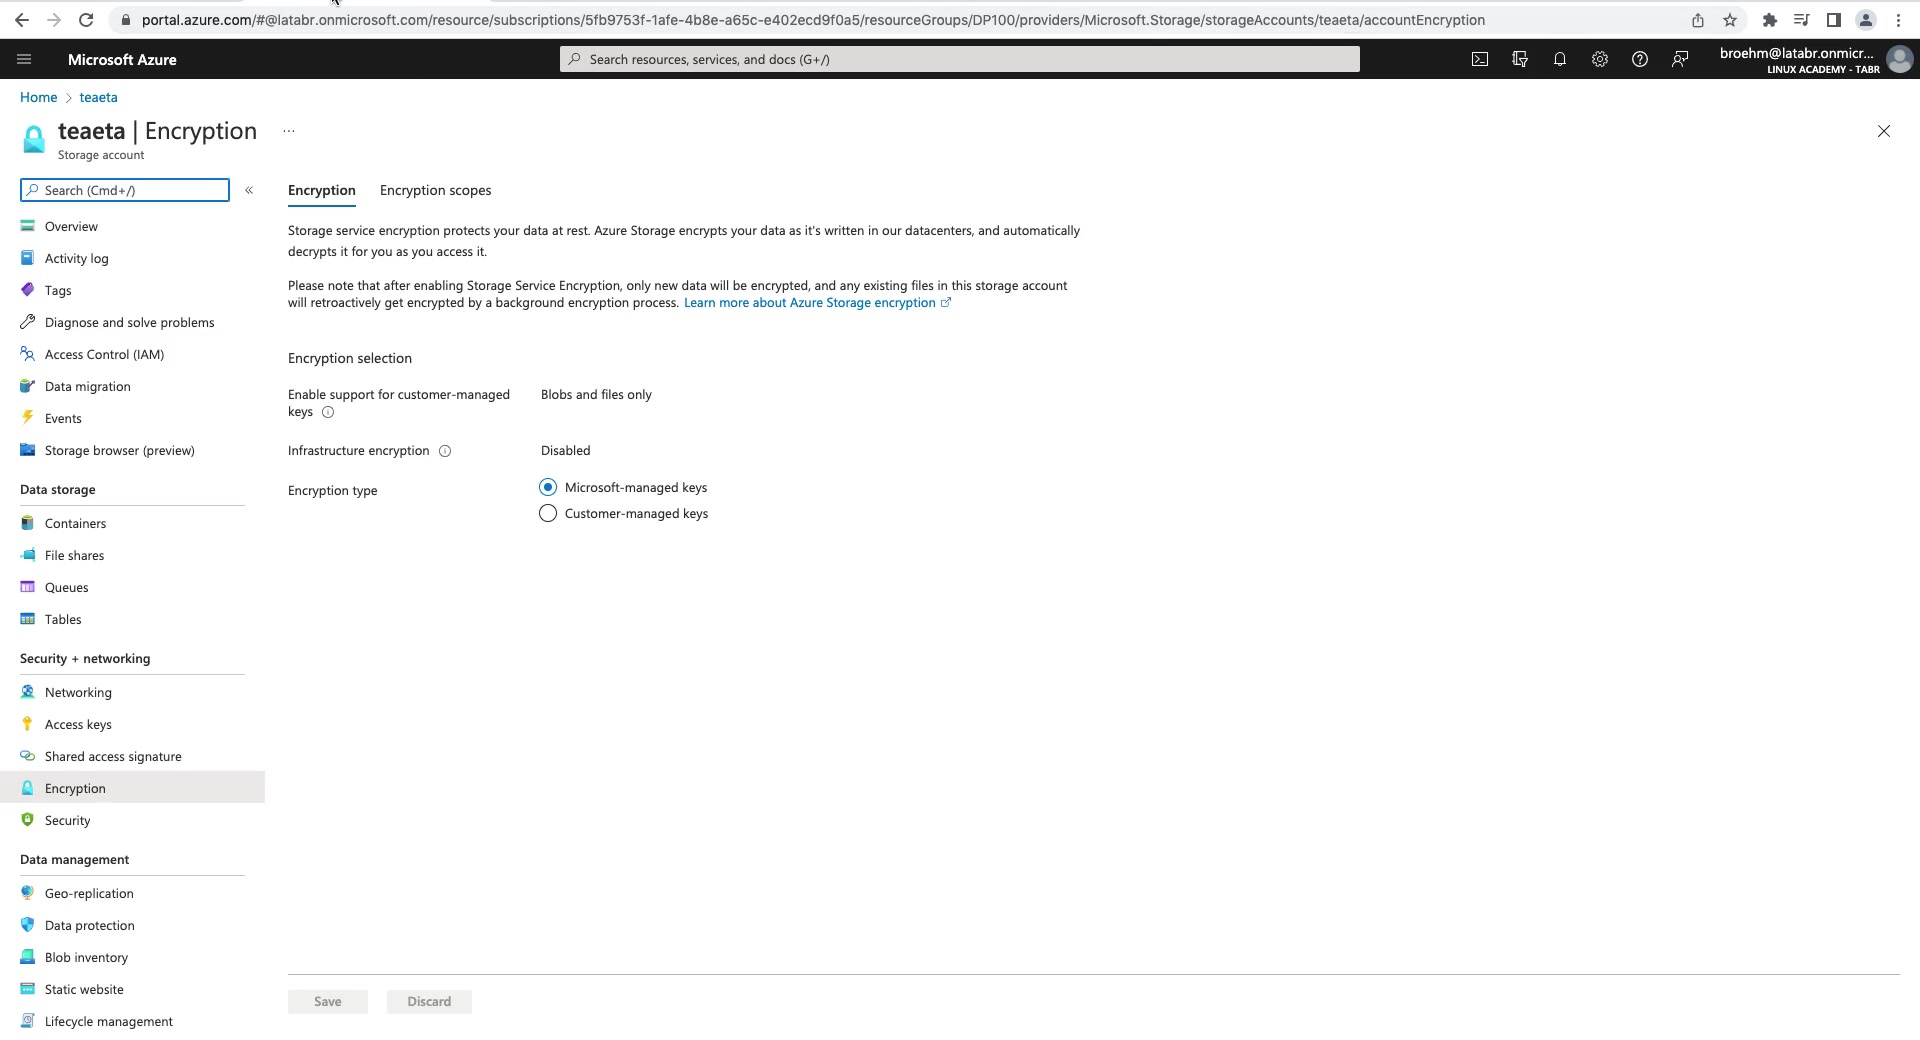 portal.azure.com/#@latabr.onmicrosoft.com/resource/subscriptions/5fb9753f-1afe-4b8e-a65c-e402ecd9f0a5/resourceGroups/DP100/providers/Microsoft.Storage/storageAccounts/teaeta/accountEncryption
Microsoft Azure
Search resources, services, and docs (G+/)
broehm@latabr.onmicr...
LINUX ACADEMY - TABR
Home > teaeta
teaeta | Encryption ...
Storage account
Search (Cmd+/)
«
Overview
Activity log
Tags
Diagnose and solve problems
Access Control (IAM)
Data migration
Events
Storage browser (preview)
Data storage
Containers
File shares
Queues
Tables
Security + networking
Networking
Access keys
Shared access signature
Encryption
Security
Data management
Geo-replication
Data protection
Blob inventory
Static website
Lifecycle management
Encryption Encryption scopes
Storage service encryption protects your data at rest. Azure Storage encrypts your data as it's written in our datacenters, and automatically
decrypts it for you as you access it.
Please note that after enabling Storage Service Encryption, only new data will be encrypted, and any existing files in this storage account
will retroactively get encrypted by a background encryption process. Learn more about Azure Storage encryption
Encryption selection
Enable support for customer-managed
keys
Blobs and files only
Infrastructure encryption
Disabled
Encryption type
Microsoft-managed keys
Customer-managed keys
Save Discard